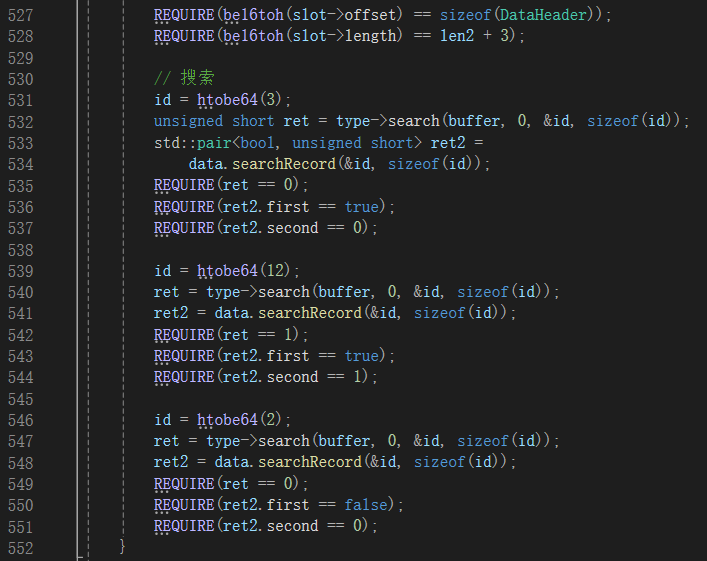 527 REQUIRE(be16toh(slot->offset) == sizeof(DataHeader));
528 REQUIRE(be16toh(slot->length) == len2 + 3);
529
530 // 搜索
531 id = htobe64(3);
532 unsigned short ret = type->search(buffer, 0, &id, sizeof(id));
533 std::pair<bool, unsigned short> ret2 =
534 data.searchRecord(&id, sizeof(id));
535 REQUIRE(ret == 0);
536 REQUIRE(ret2.first == true);
537 REQUIRE(ret2.second == 0);
538
539 id = htobe64(12);
540 ret = type->search(buffer, 0, &id, sizeof(id));
541 ret2 = data.searchRecord(&id, sizeof(id));
542 REQUIRE(ret == 1);
543 REQUIRE(ret2.first == true);
544 REQUIRE(ret2.second == 1);
545
546 id = htobe64(2);
547 ret = type->search(buffer, 0, &id, sizeof(id));
548 ret2 = data.searchRecord(&id, sizeof(id));
549 REQUIRE(ret == 0);
550 REQUIRE(ret2.first == false);
551 REQUIRE(ret2.second == 0);
552 }